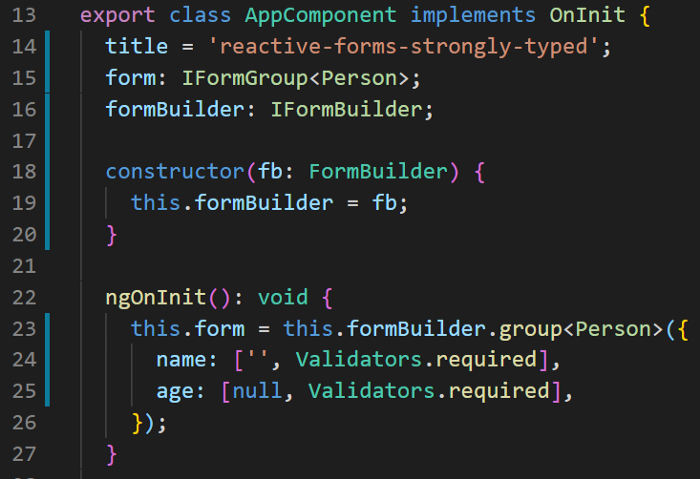 13 export class AppComponent implements OnInit {
14   title = 'reactive-forms-strongly-typed';
15   form: IFormGroup<Person>;
16   formBuilder: IFormBuilder;
17
18   constructor(fb: FormBuilder) {
19     this.formBuilder = fb;
20   }
21
22   ngOnInit(): void {
23     this.form = this.formBuilder.group<Person>({
24       name: ['', Validators.required],
25       age: [null, Validators.required],
26     });
27   }